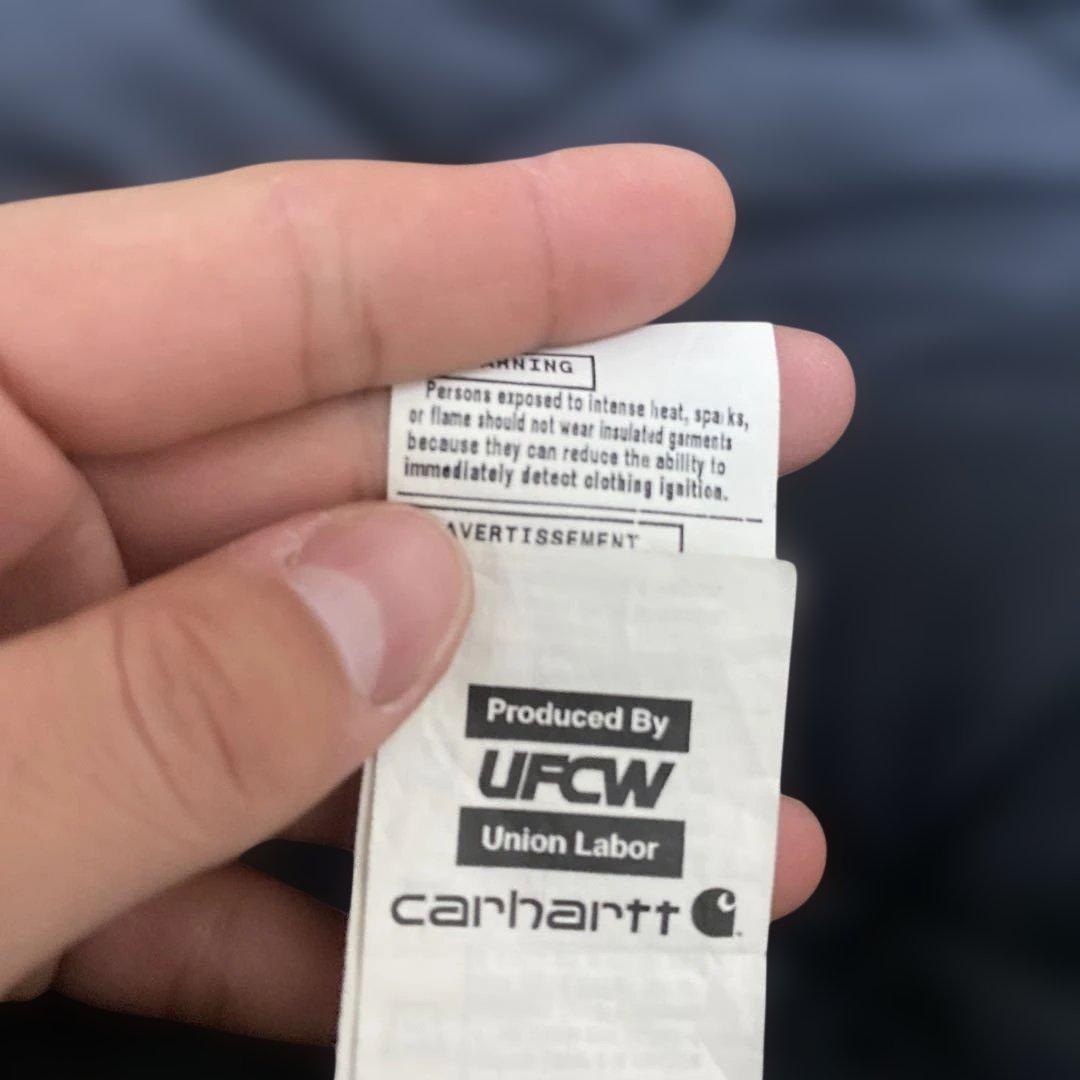 ARNING
Persons exposed to intense heat, sparks,
or flame should not wear insulated garments
because they can reduce the ability to
immediately detect clothing ignition.
AVERTISSEMENT
Produced By
UFCW
Union Labor
carhartt